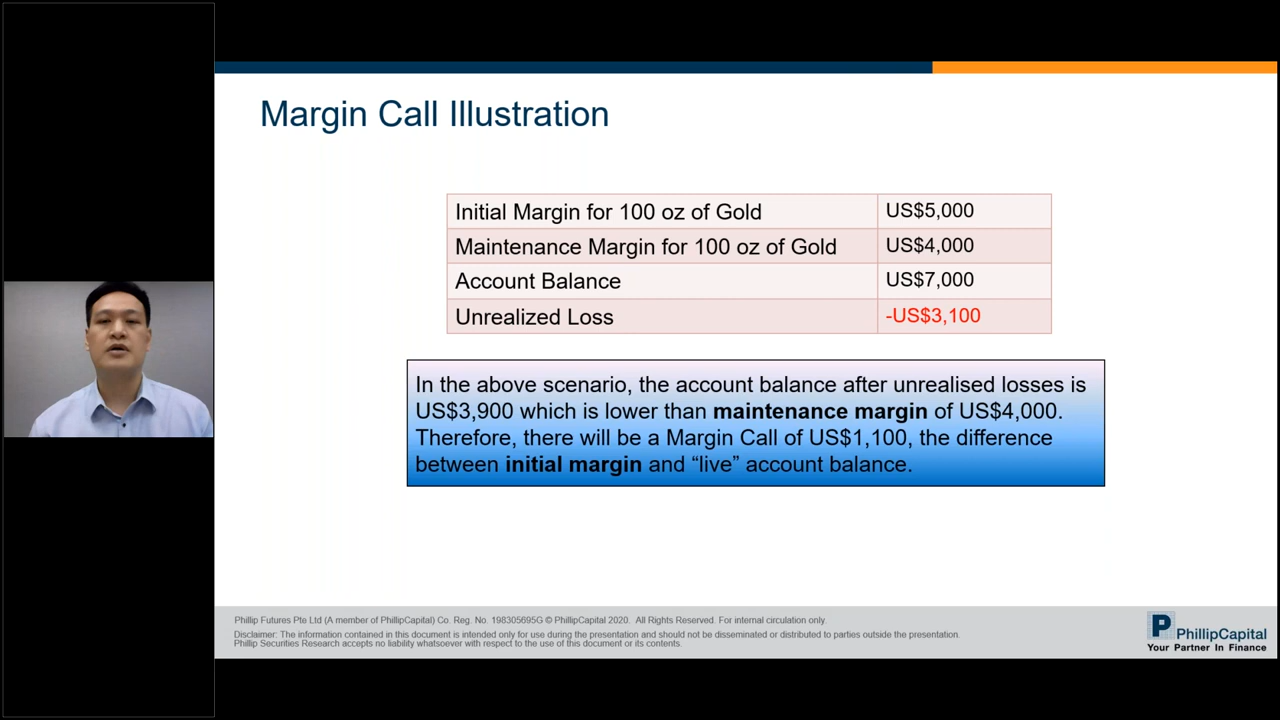 Margin Call Illustration
Initial Margin for 100 oz of Gold US$5,000
Maintenance Margin for 100 oz of Gold US$4,000
Account Balance US$7,000
Unrealized Loss -US$3,100
In the above scenario, the account balance after unrealised losses is
US$3,900 which is lower than maintenance margin of US$4,000.
Therefore, there will be a Margin Call of US$1,100, the difference
between initial margin and “live” account balance.
Phillip Futures Pte Ltd (A member of PhillipCapital) Co. Reg. No. 198305695G © PhillipCapital 2020. All Rights Reserved. For internal circulation only.
Disclaimer: The information contained in this document is intended only for use during the presentation and should not be disseminated or distributed to parties outside the presentation.
Phillip Securities Research accepts no liability whatsoever with respect to the use of this document or its contents.
P PhillipCapital
Your Partner In Finance